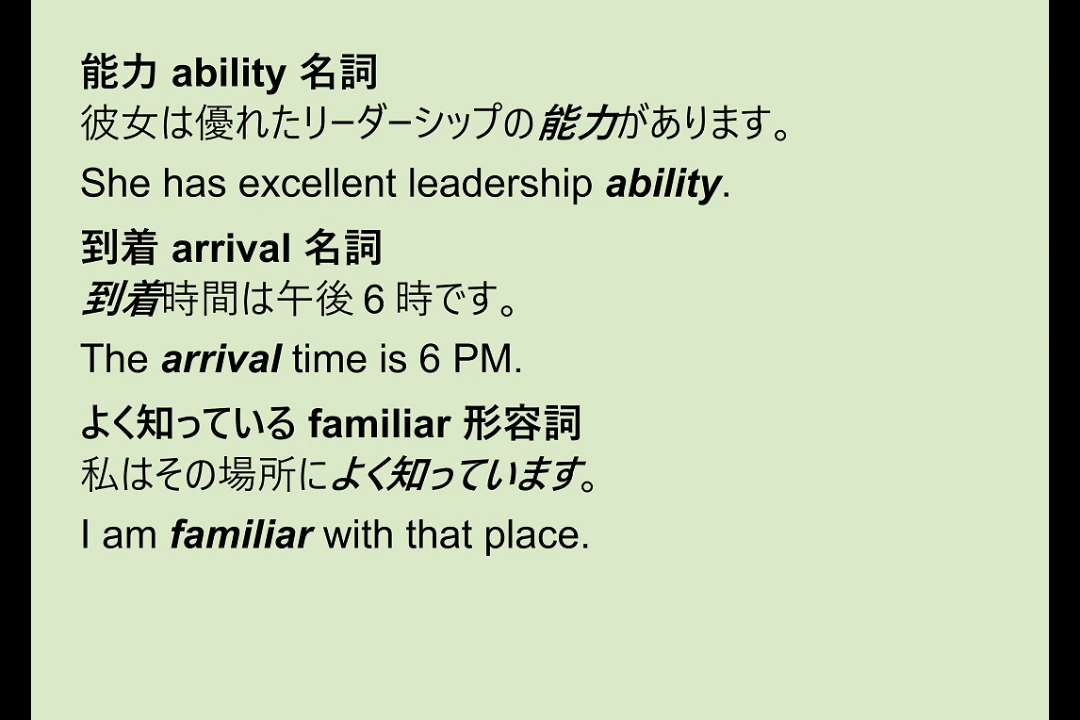 能力 ability 名詞
彼女は優れたリーダーシップの能力があります。
She has excellent leadership ability.
到着 arrival 名詞
到着時間は午後 6 時です。
The arrival time is 6 PM.
よく知っている familiar 形容詞
私はその場所によく知っています。
I am familiar with that place.